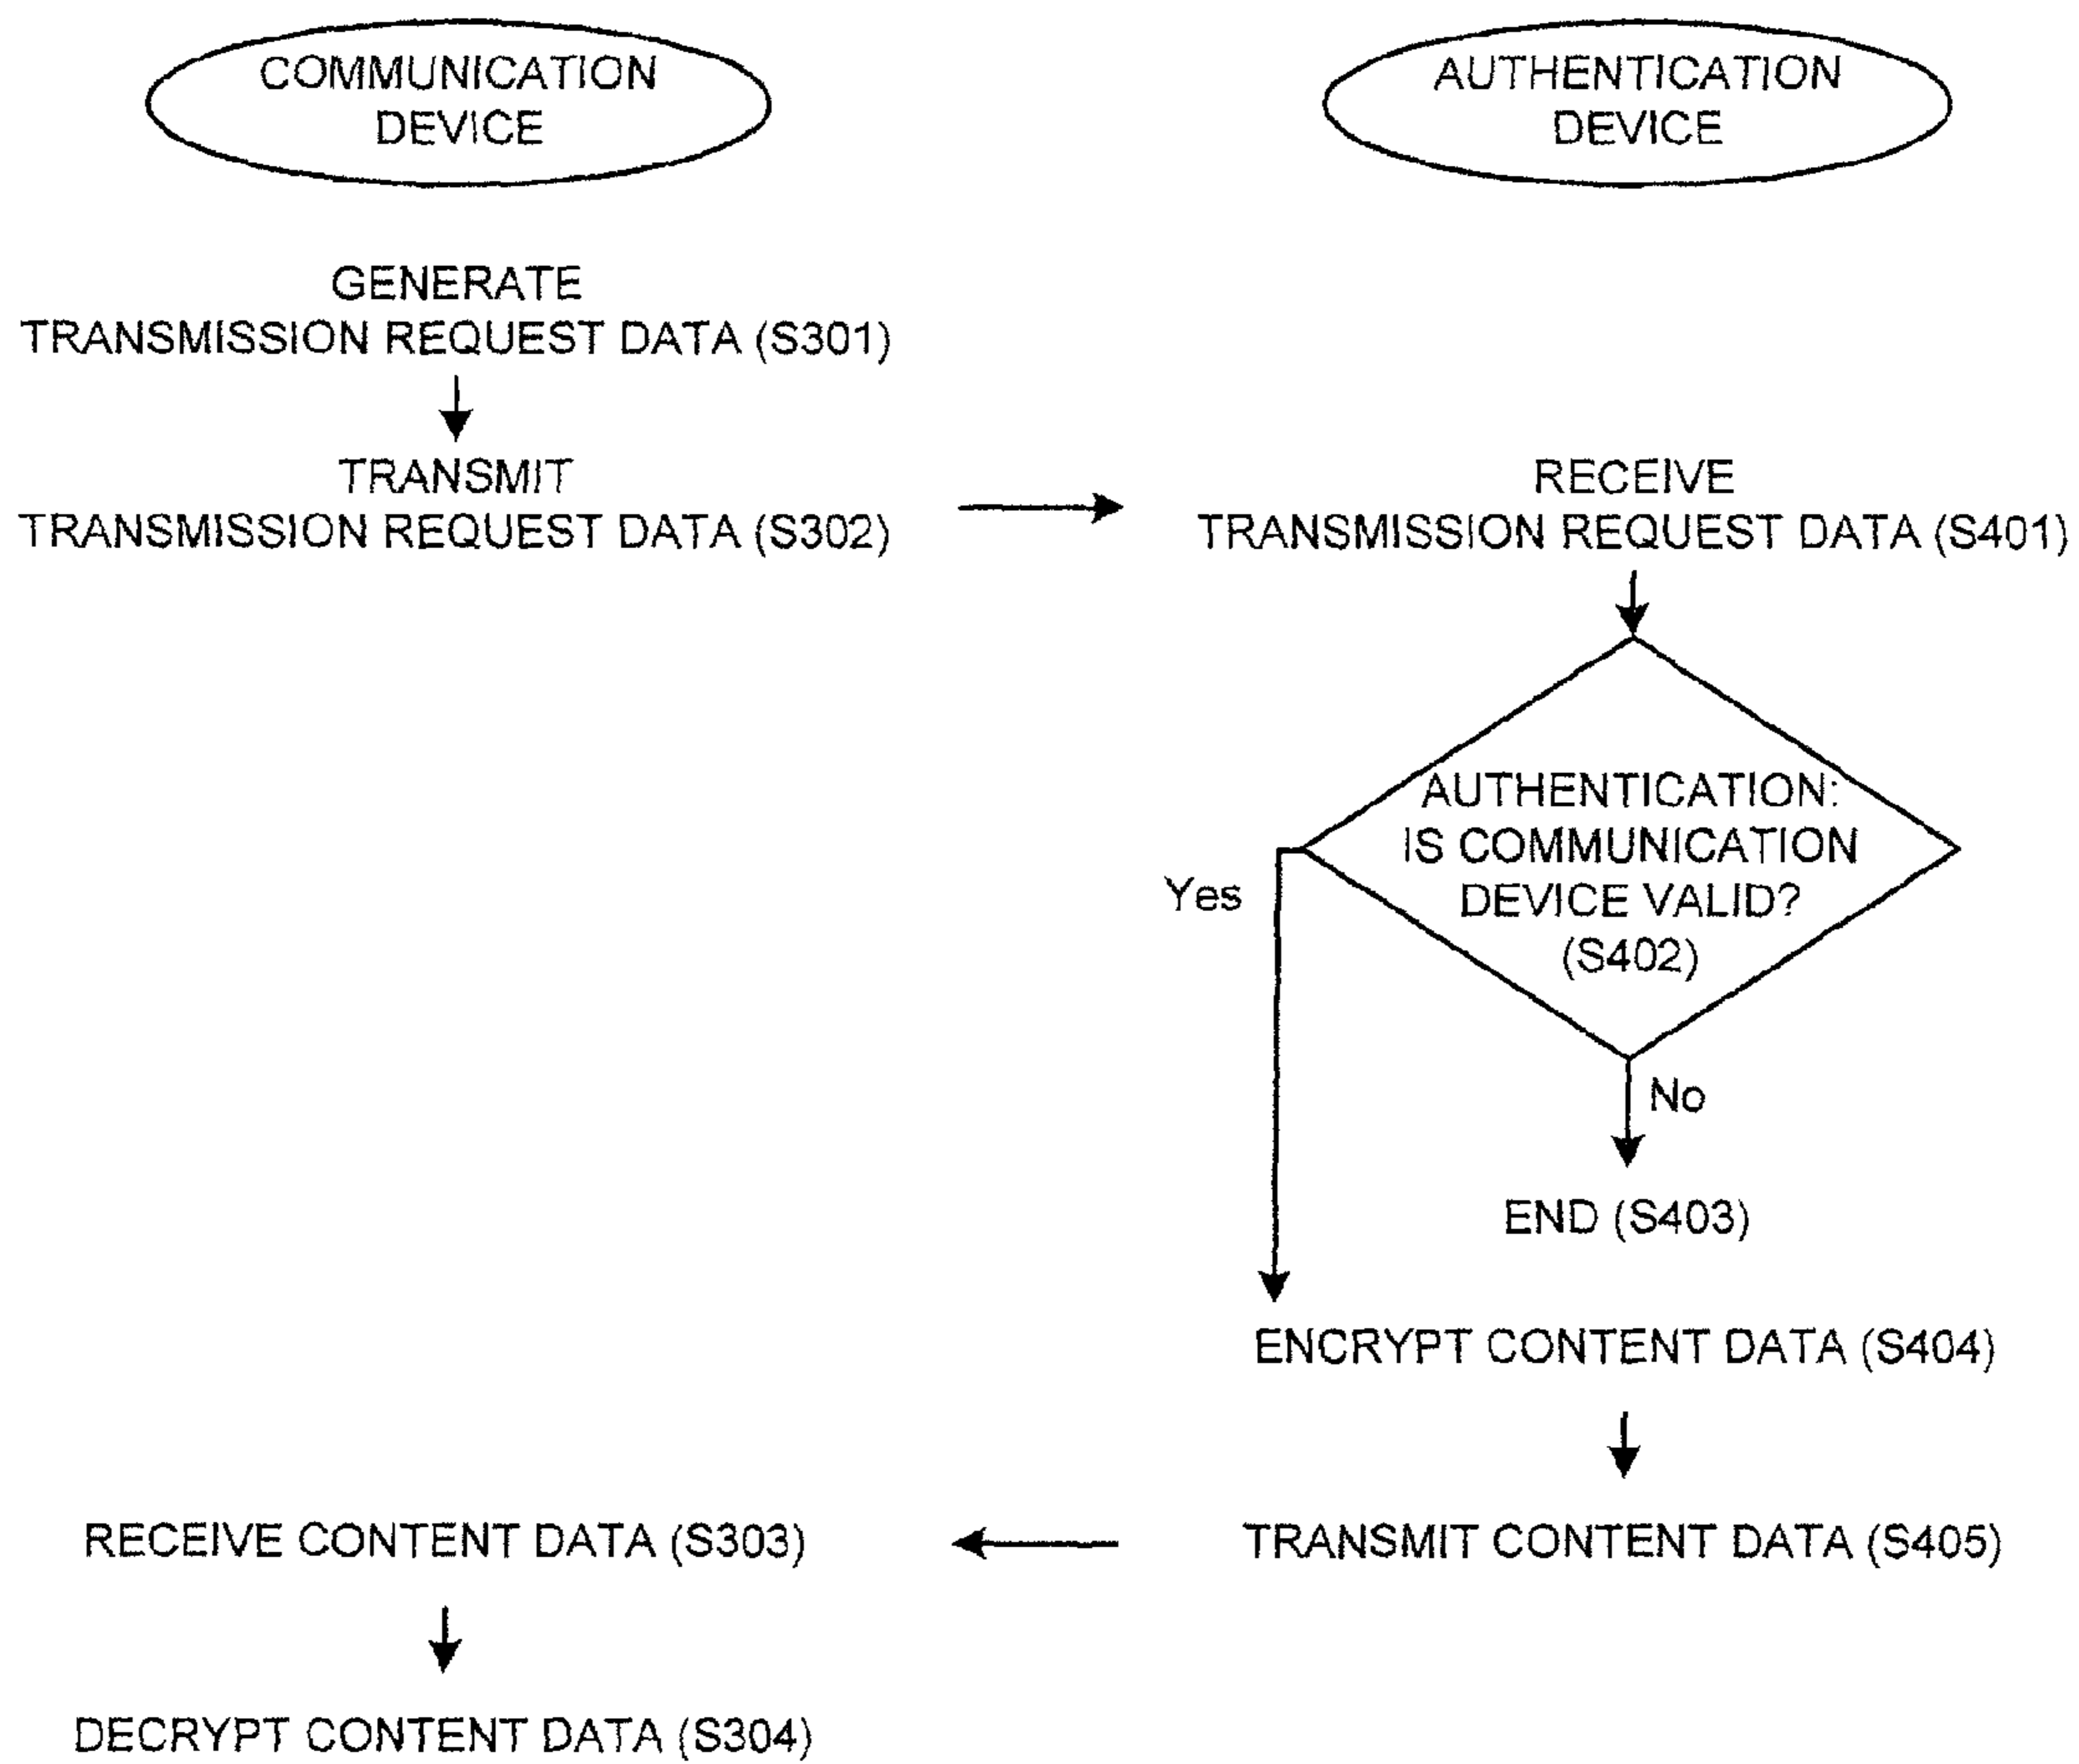 COMMUNICATION
DEVICE
AUTHENTICATION
DEVICE
GENERATE
TRANSMISSION REQUEST DATA (S301)
TRANSMIT
TRANSMISSION REQUEST DATA (S302)
RECEIVE
TRANSMISSION REQUEST DATA (S401)
AUTHENTICATION:
IS COMMUNICATION
DEVICE VALID?
(S402)
Yes
No
END (S403)
ENCRYPT CONTENT DATA (S404)
TRANSMIT CONTENT DATA (S405)
RECEIVE CONTENT DATA (S303)
DECRYPT CONTENT DATA (S304)